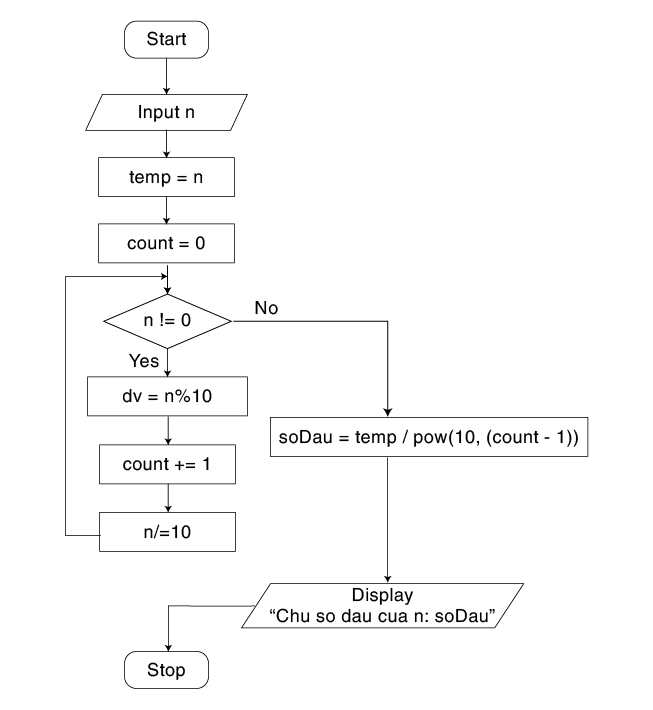 Start
Input n
temp = n
count = 0
n != 0
No
Yes
dv = n%10
count += 1
n/=10
soDau = temp / pow(10, (count - 1))
Display
“Chu so dau cua n: soDau”
Stop